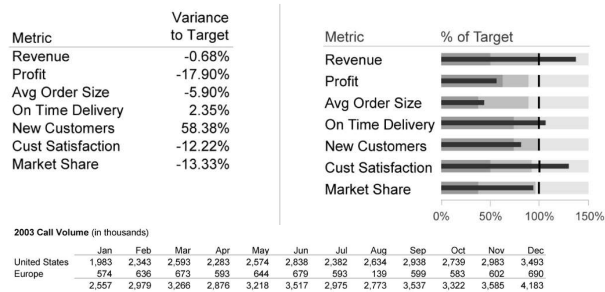 Metric Variance to Target
Revenue -0.68%
Profit -17.90%
Avg Order Size -5.90%
On Time Delivery 2.35%
New Customers 58.38%
Cust Satisfaction -12.22%
Market Share -13.33%
Metric % of Target
Revenue
Profit
Avg Order Size
On Time Delivery
New Customers
Cust Satisfaction
Market Share
0% 50% 100% 150%
2003 Call Volume (in thousands)
Jan Feb Mar Apr May Jun Jul Aug Sep Oct Nov Dec
United States 1,983 2,343 2,593 2,283 2,574 2,838 2,382 2,634 2,938 2,739 2,983 3,493
Europe 574 636 673 593 644 679 593 139 599 583 602 690
2,557 2,979 3,266 2,876 3,218 3,517 2,975 2,773 3,537 3,322 3,585 4,183